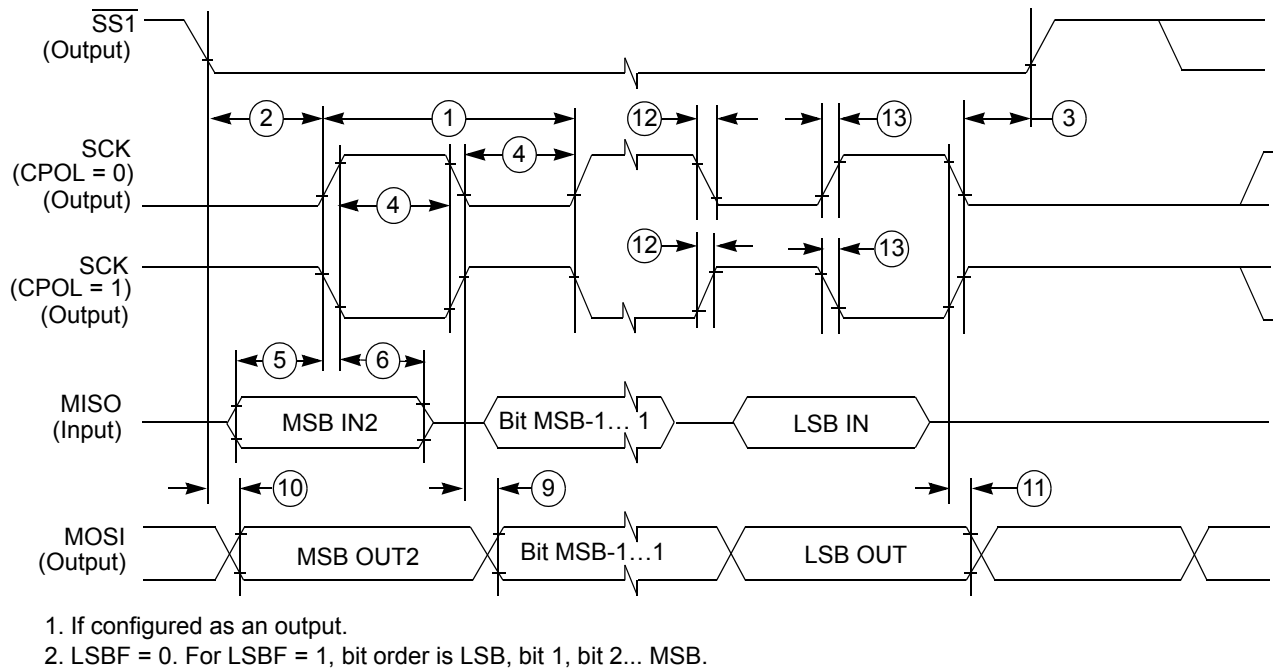 SS1
(Output)
2
1
12
13
3
SCK
(CPOL = 0)
(Output)
4
4
SCK
(CPOL = 1)
(Output)
12
13
5
6
MISO
(Input)
MSB IN2
Bit MSB-1… 1
LSB IN
10
9
11
MOSI
(Output)
MSB OUT2
Bit MSB-1…1
LSB OUT
1. If configured as an output.
2. LSBF = 0. For LSBF = 1, bit order is LSB, bit 1, bit 2... MSB.